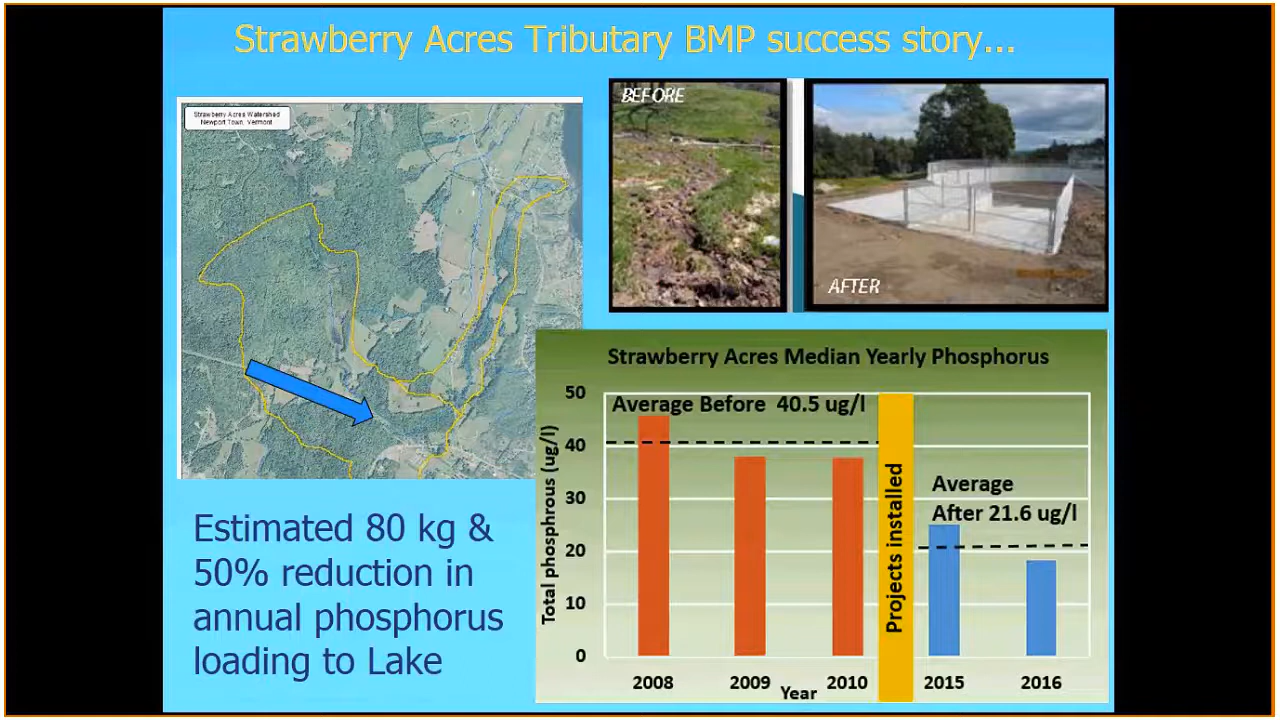 Strawberry Acres Tributary BMP success story...
Strawberry Acres Watershed
Newport Town, Vermont
BEFORE
AFTER
Estimated 80 kg &
50% reduction in
annual phosphorus
loading to Lake
Strawberry Acres Median Yearly Phosphorus
Total phosphrous (ug/l)
50
40
30
20
10
0
Average Before 40.5 ug/l
Projects installed
Average
After 21.6 ug/l
2008
2009
2010
2015
2016
Year